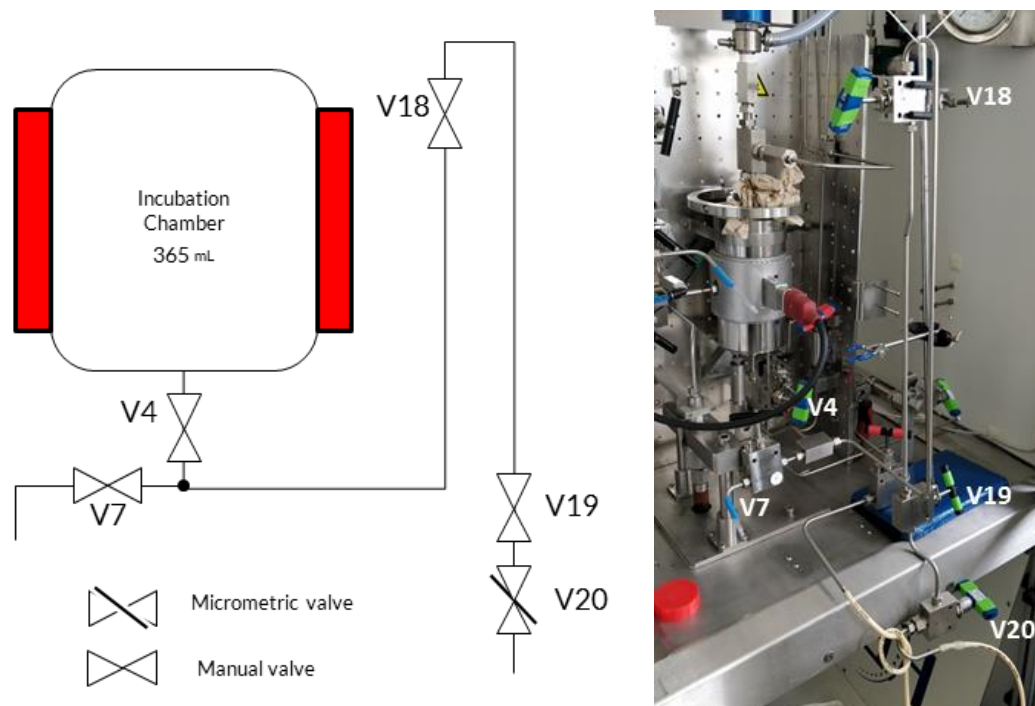 Incubation
Chamber
365 mL
V18
V4
V7
V19
V20
Micrometric valve
Manual valve
V18
V4
V19
V7
V20